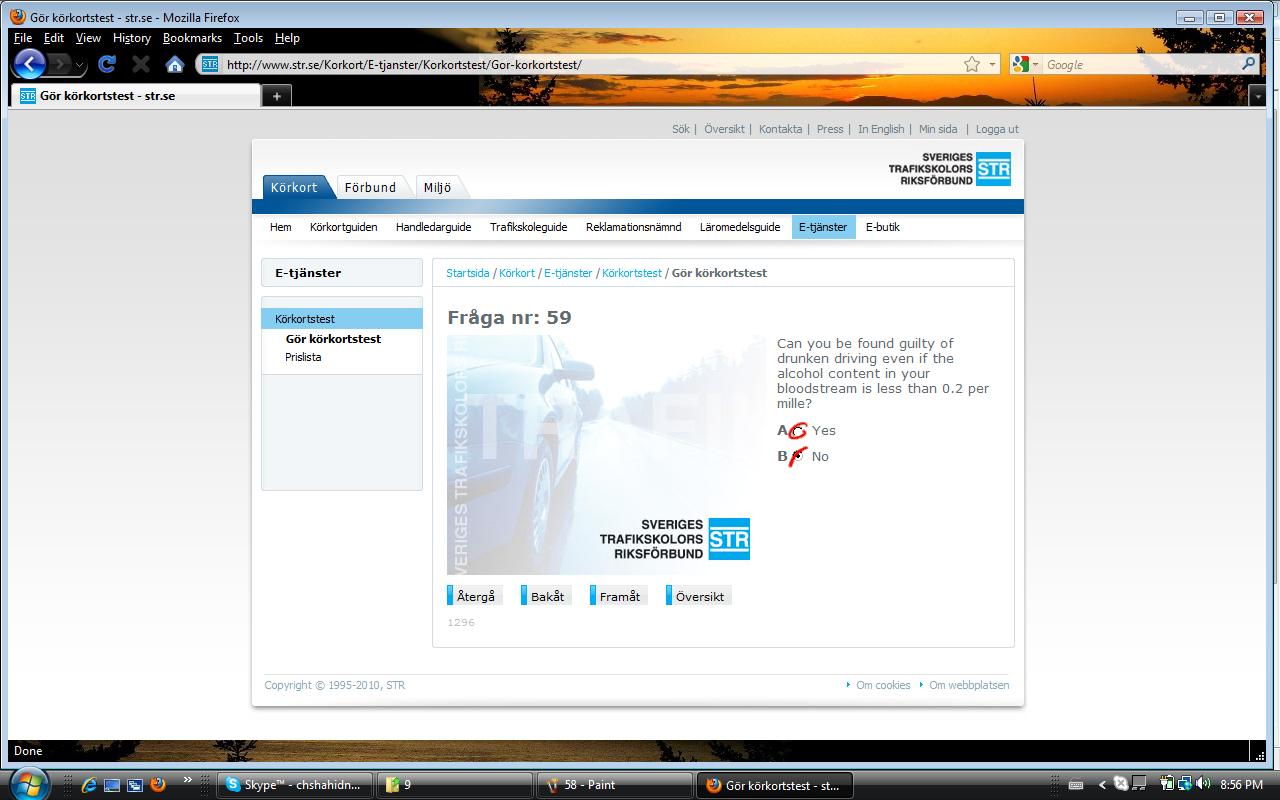 Gör körkortstest - str.se - Mozilla Firefox
File Edit View History Bookmarks Tools Help
STR http://www.str.se/Korkort/E-tjanster/Korkortstest/Gor-korkortstest/ Google
STR Gör körkortstest - str.se +
Sök | Översikt | Kontakta | Press | In English | Min sida | Logga ut
SVERIGES
TRAFIKSKOLORS
RIKSFÖRBUND
STR
Körkort Förbund Miljö
Hem Körkortguiden Handledarguide Trafikskoleguide Reklamationsnämnd Läromedelsguide E-tjänster E-butik
E-tjänster
Körkortstest
Gör körkortstest
Prislista
Startsida / Körkort / E-tjänster / Körkortstest / Gör körkortstest
Fråga nr: 59
VERIGES TRAFIKSKOLORS R
TRAFI
SVERIGES
TRAFIKSKOLORS
RIKSFÖRBUND
STR
Can you be found guilty of
drunken driving even if the
alcohol content in your
bloodstream is less than 0.2 per
mille?
A Yes
B No
Återgå Bakåt Framåt Översikt
1296
Copyright © 1995-2010, STR Om cookies Om webbplatsen
Done
Skype™ - chshahidn... 9 58 - Paint Gör körkortstest - st... 8:56 PM